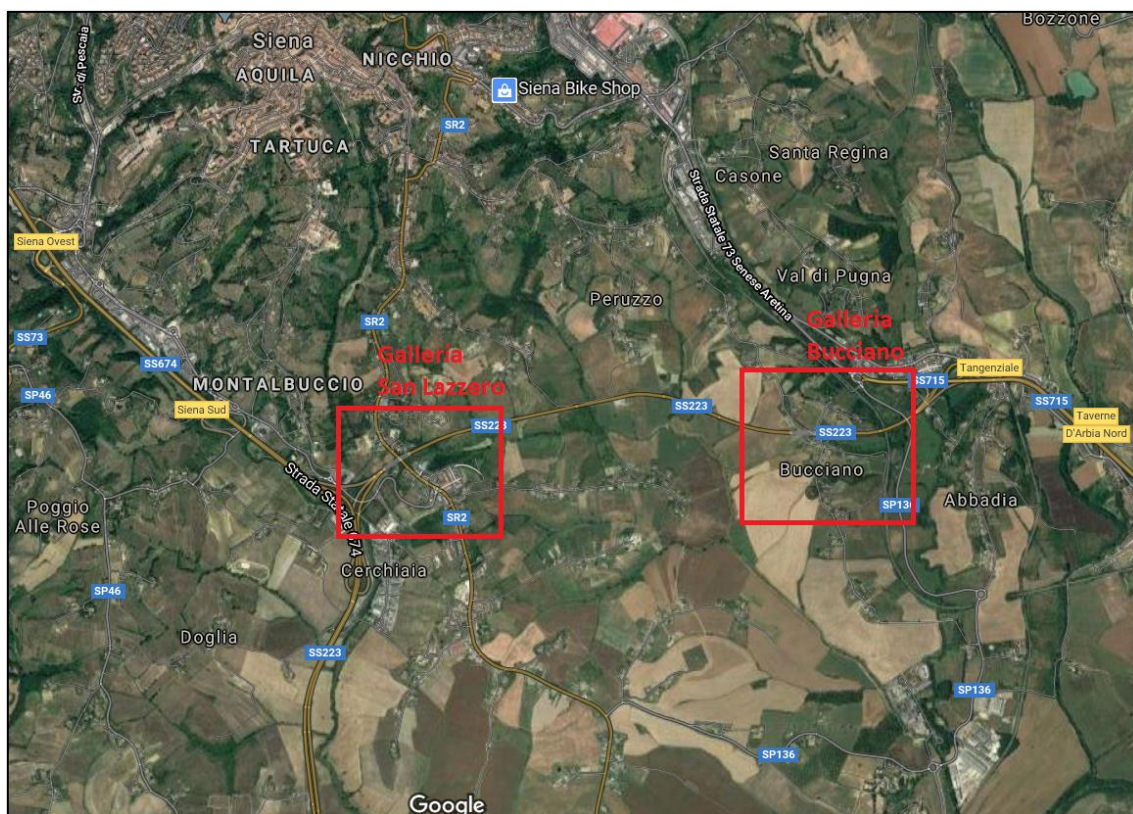 Bozzone
Siena
NICCHIO
AQUILA
SV. di Pescaia
Siena Bike Shop
SR2
TARTUCA
Santa Regina
Casone
Strada Statale 73 Senese Aretina
Siena Ovest
Val di Pugna
Peruzzo
SR2
Galleria
Bucciano
SS73
Galleria
San Lazzero
SS674
MONTALBUCCIO
Tangenziale
SS715
SS715
SP46
Siena Sud
SS223
SS223
SS223
Taverne
D'Arbia Nord
Bucciano
Poggio
Alle Rose
Strada Statale 674
SR2
SP136
Abbadia
Cerchiaia
SP46
Doglia
SS223
SP136
SP136
Google